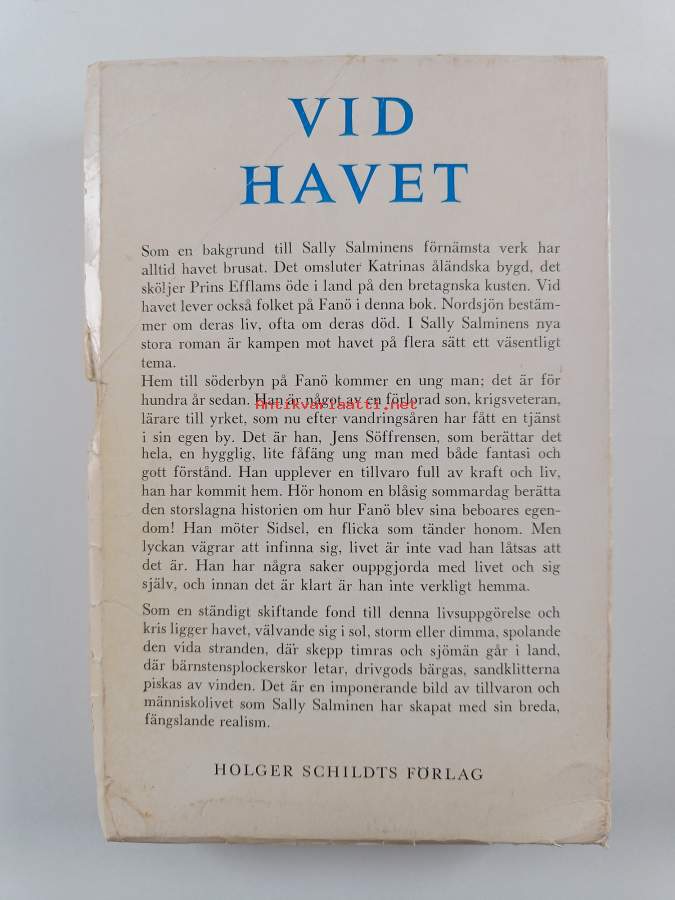 VID
HAVET
Som en bakgrund till Sally Salminens förnämsta verk har
alltid havet brusat. Det omsluter Katrinas åländska bygd, det
sköljer Prins Efflams öde i land på den bretagnska kusten. Vid
havet lever också folket på Fanö i denna bok. Nordsjön bestäm-
mer om deras liv, ofta om deras död. I Sally Salminens nya
stora roman är kampen mot havet på flera sätt ett väsentligt
tema.
Hem till söderbyn på Fanö kommer en ung man; det är för
hundra år sedan. Han är något av en förlorad son, krigsveteran,
Antikvariaatti.net
lärare till yrket, som nu efter vandringsåren har fått en tjänst
i sin egen by. Det är han, Jens Söffrensen, som berättar det
hela, en hygglig, lite fåfäng ung man med både fantasi och
gott förstånd. Han upplever en tillvaro full av kraft och liv,
han har kommit hem. Hör honom en blåsig sommardag berätta
den storslagna historien om hur Fanö blev sina beboares egen-
dom! Han möter Sidsel, en flicka som tänder honom. Men
lyckan vägrar att infinna sig, livet är inte vad han låtsas att
det är. Han har några saker ouppgjorda med livet och sig
själv, och innan det är klart är han inte verkligt hemma.
Som en ständigt skiftande fond till denna livsuppgörelse och
kris ligger havet, välvande sig i sol, storm eller dimma, spolande
den vida stranden, där skepp timras och sjömän går i land,
där bärnstensplockerskor letar, drivgods bärgas, sandklitterna
piskas av vinden. Det är en imponerande bild av tillvaron och
människolivet som Sally Salminen har skapat med sin breda,
fängslande realism.
HOLGER SCHILDTS FÖRLAG